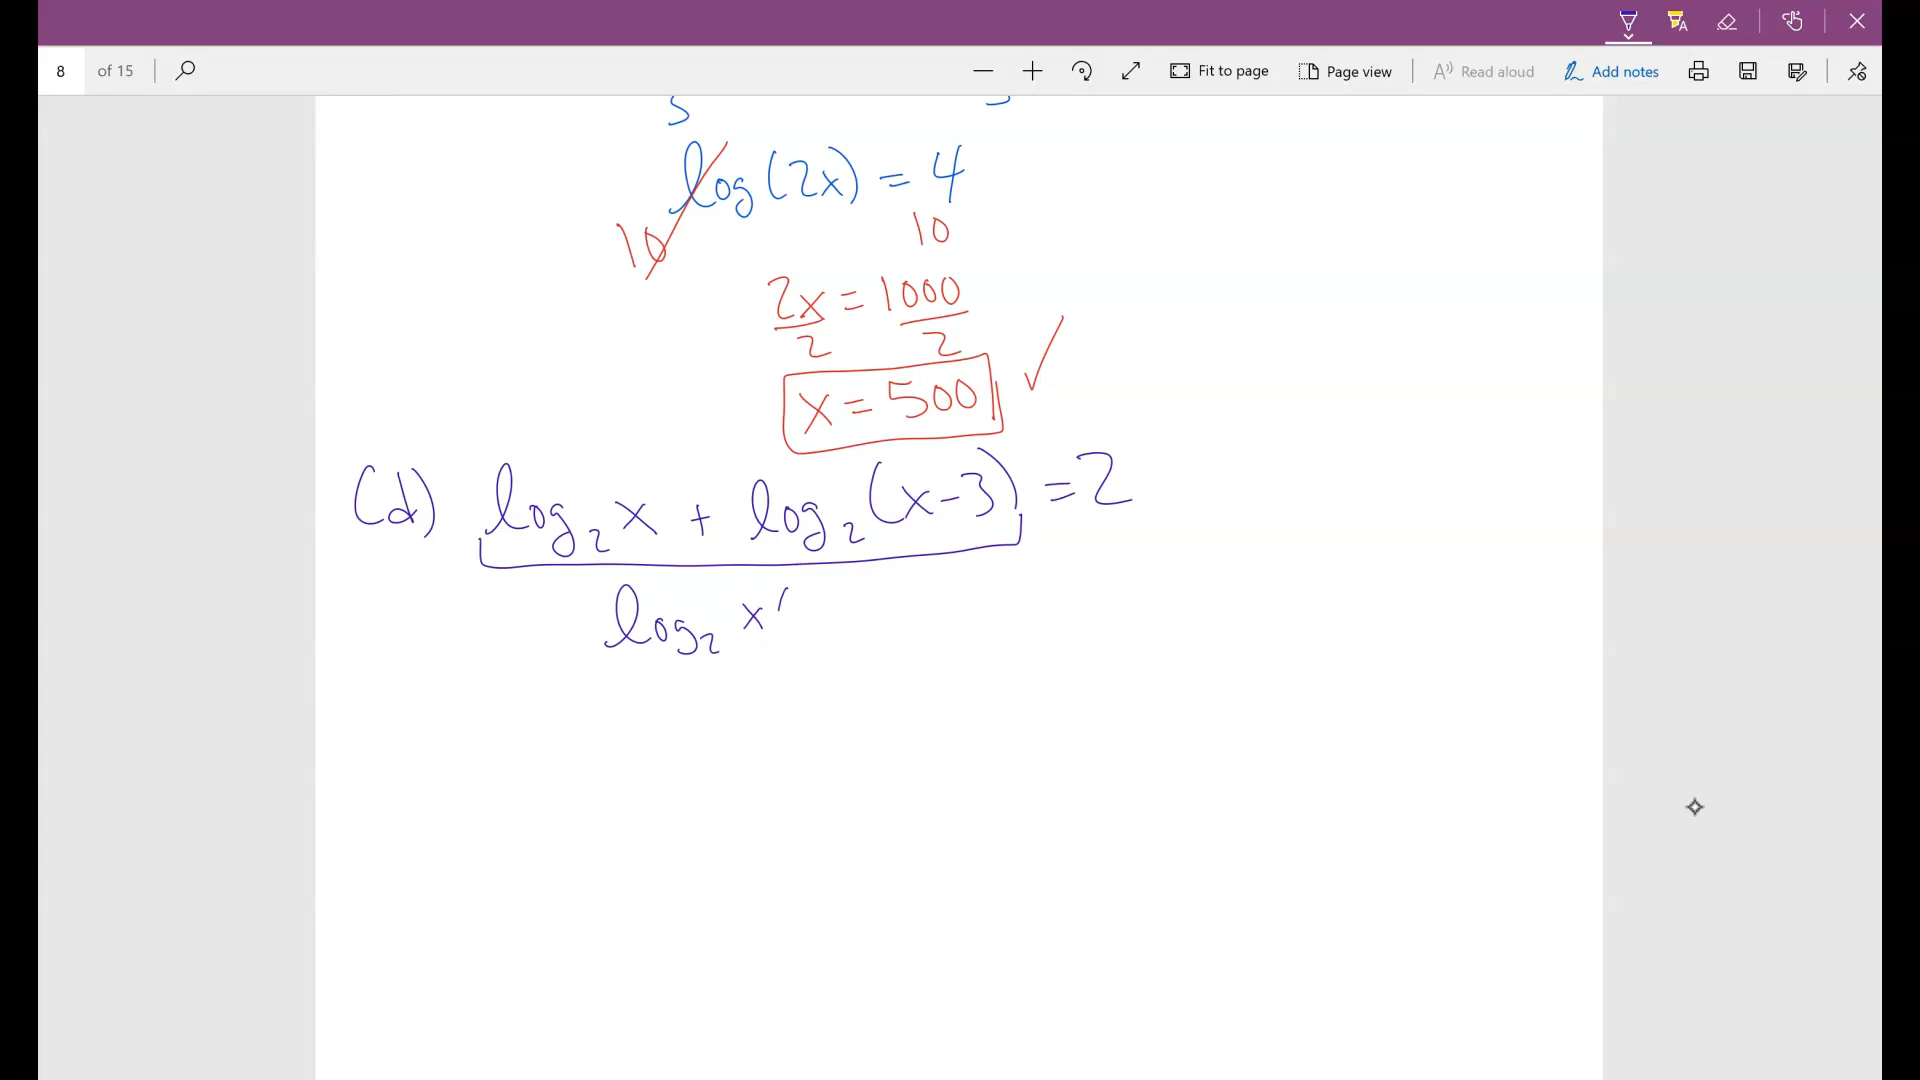 8 of 15 Fit to page Page view Read aloud Add notes
log(2x) = 4
10 10
2x = 1000
2 2
x = 500 ✓
(d) log₂ x + log₂ (x-3) = 2
log₂ x(